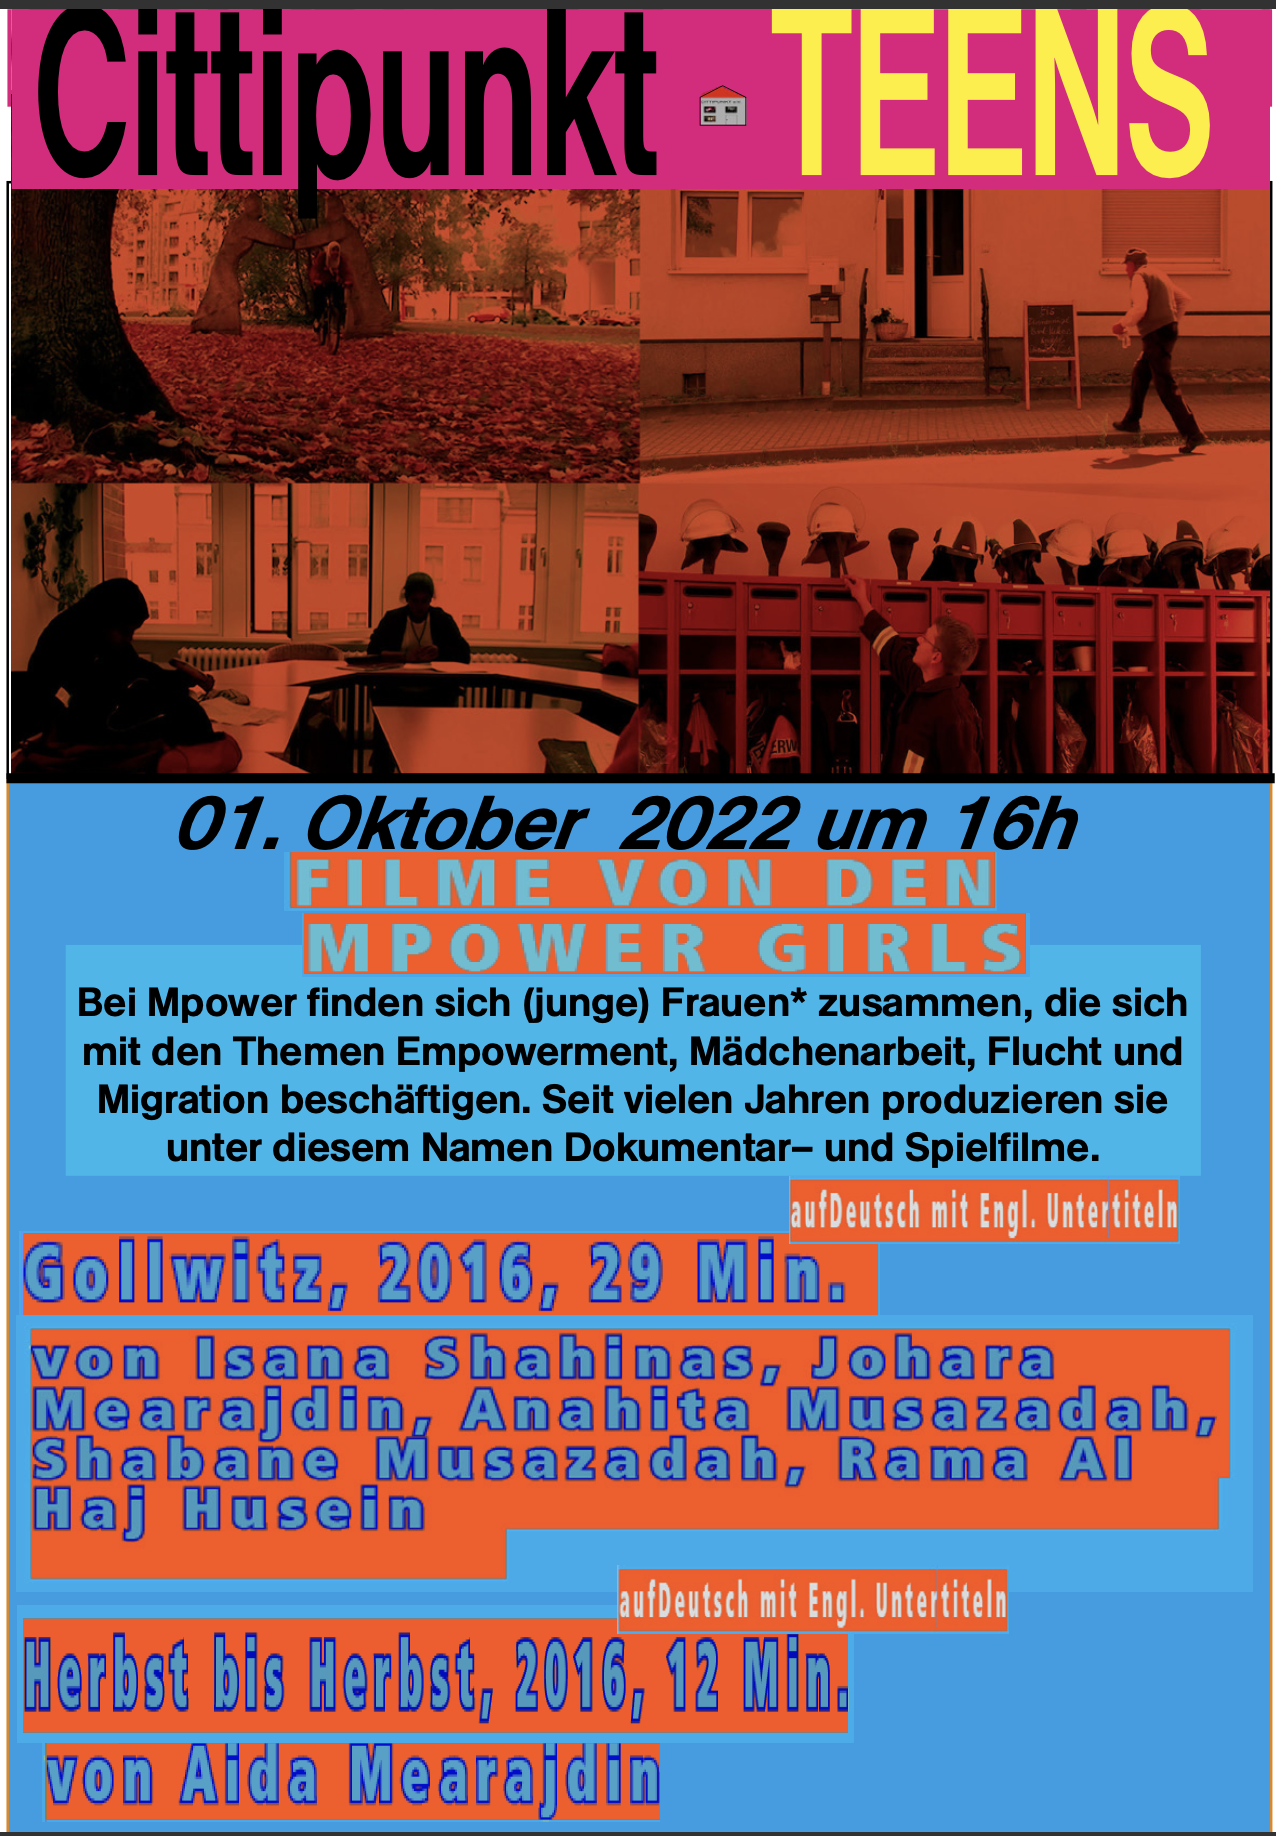 Cittipunkt TEENS
CITTIPUNKT e.V.
ERW
01. Oktober 2022 um 16h
FILME VON DEN
MPOWER GIRLS
Bei Mpower finden sich (junge) Frauen* zusammen, die sich
mit den Themen Empowerment, Mädchenarbeit, Flucht und
Migration beschäftigen. Seit vielen Jahren produzieren sie
unter diesem Namen Dokumentar– und Spielfilme.
aufDeutsch mit Engl. Untertiteln
Gollwitz, 2016, 29 Min.
von Isana Shahinas, Johara
Mearajdin, Anahita Musazadah,
Shabane Musazadah, Rama Al
Haj Husein
aufDeutsch mit Engl. Untertiteln
Herbst bis Herbst, 2016, 12 Min.
von Aida Mearajdin